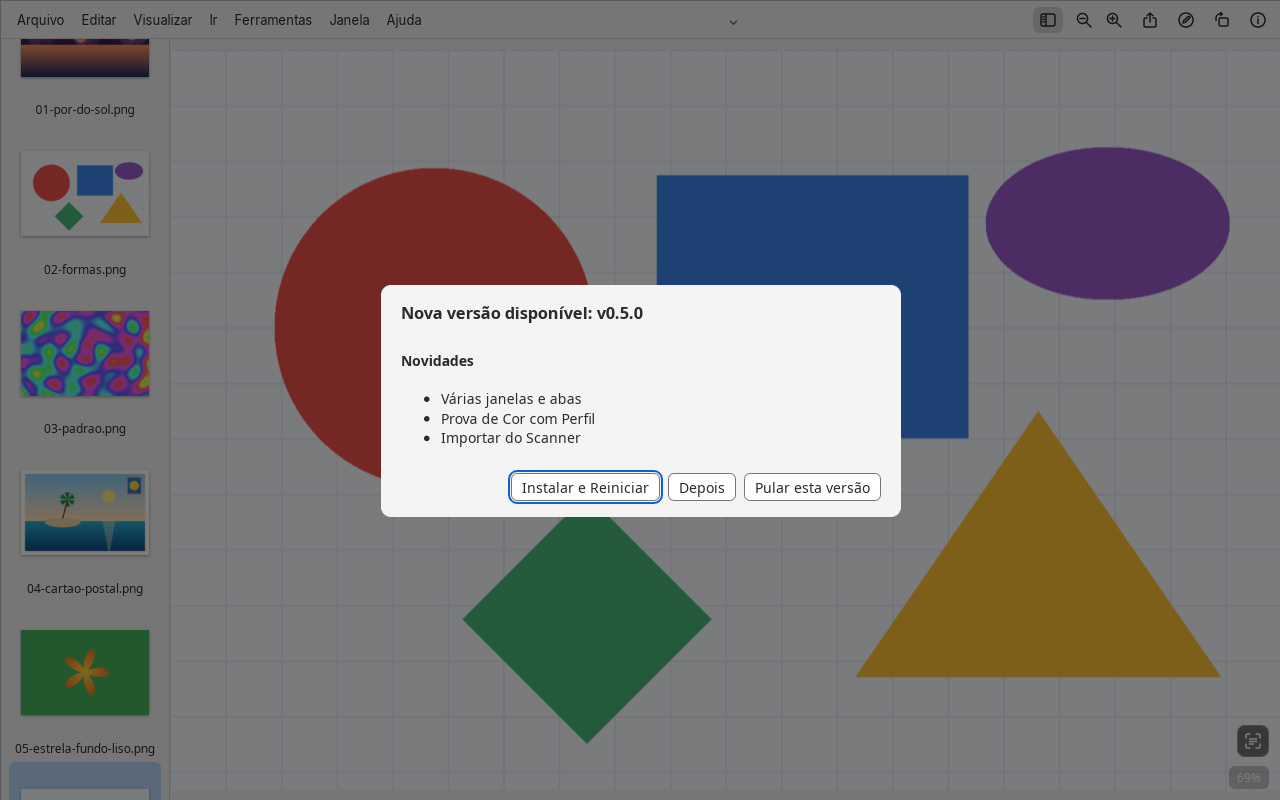 Arquivo Editar Visualizar Ir Ferramentas Janela Ajuda
01-por-do-sol.png
02-formas.png
03-padrao.png
04-cartao-postal.png
05-estrela-fundo-liso.png
Nova versão disponível: v0.5.0
Novidades
Várias janelas e abas
Prova de Cor com Perfil
Importar do Scanner
Instalar e Reiniciar Depois Pular esta versão
69%